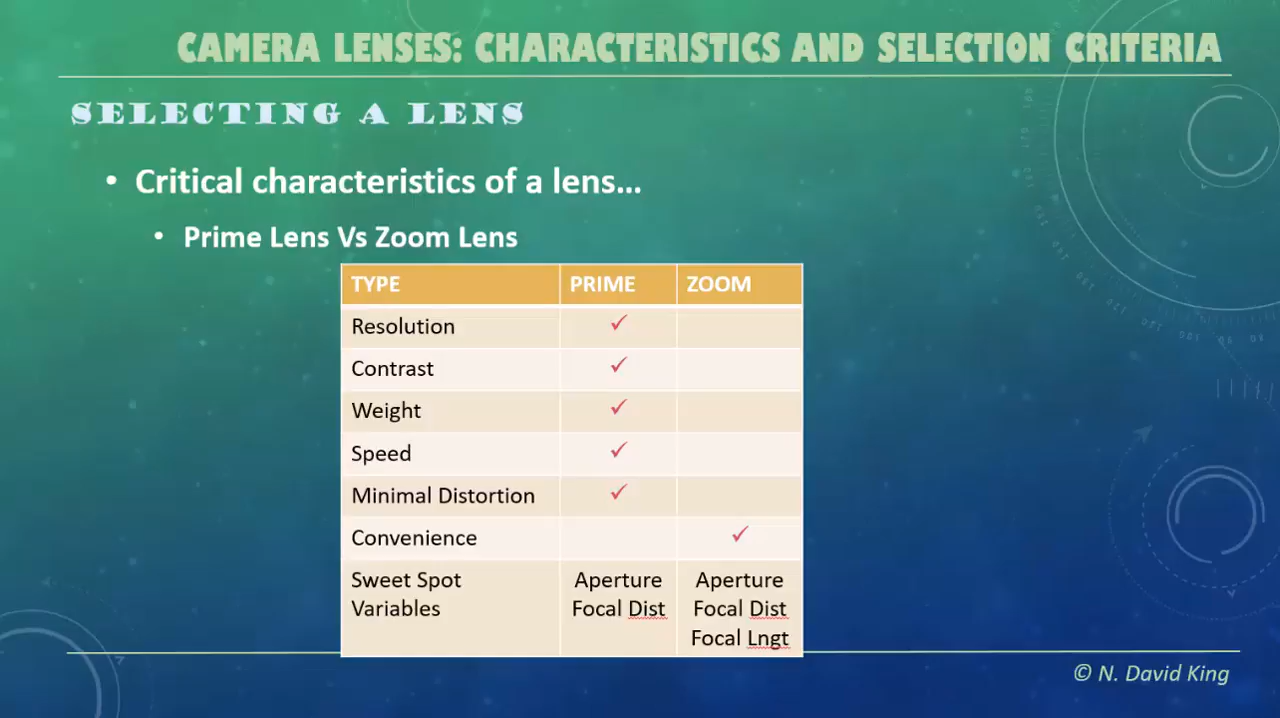 CAMERA LENSES: CHARACTERISTICS AND SELECTION CRITERIA
SELECTING A LENS
• Critical characteristics of a lens...
• Prime Lens Vs Zoom Lens
TYPE PRIME ZOOM
Resolution ✓
Contrast ✓
Weight ✓
Speed ✓
Minimal Distortion ✓
Convenience ✓
Sweet Spot Aperture Aperture
Variables Focal Dist Focal Dist
Focal Lngt
© N. David King